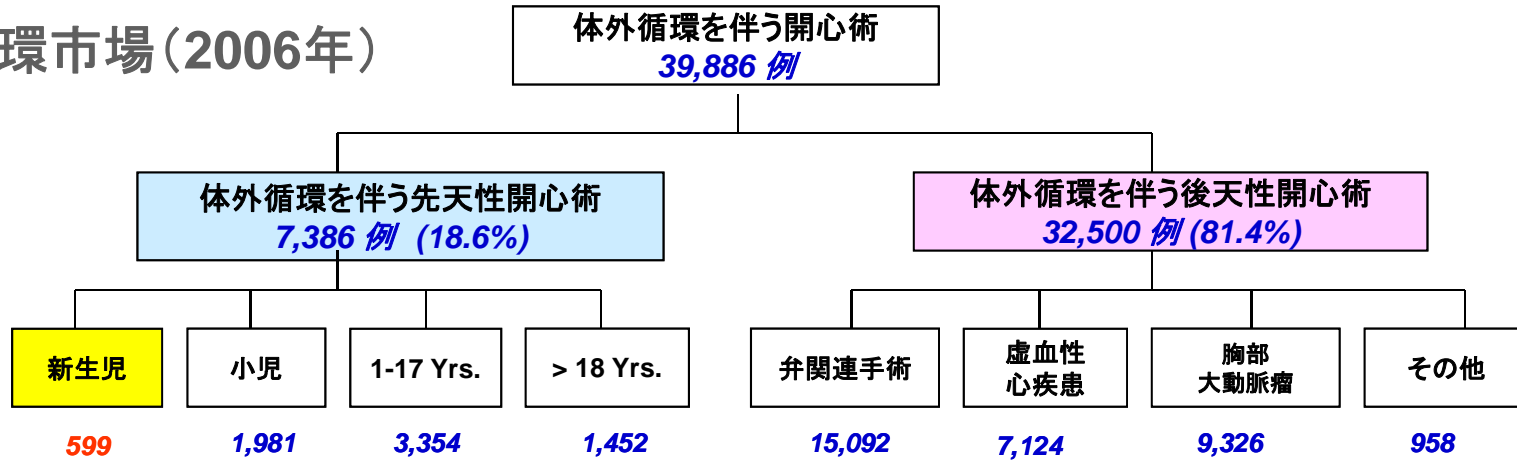 環市場（2006年）
体外循環を伴う開心術
39,886 例
体外循環を伴う先天性開心術
7,386 例 (18.6%)
体外循環を伴う後天性開心術
32,500 例 (81.4%)
新生児
小児
1-17 Yrs.
> 18 Yrs.
弁関連手術
虚血性
心疾患
胸部
大動脈瘤
その他
599
1,981
3,354
1,452
15,092
7,124
9,326
958